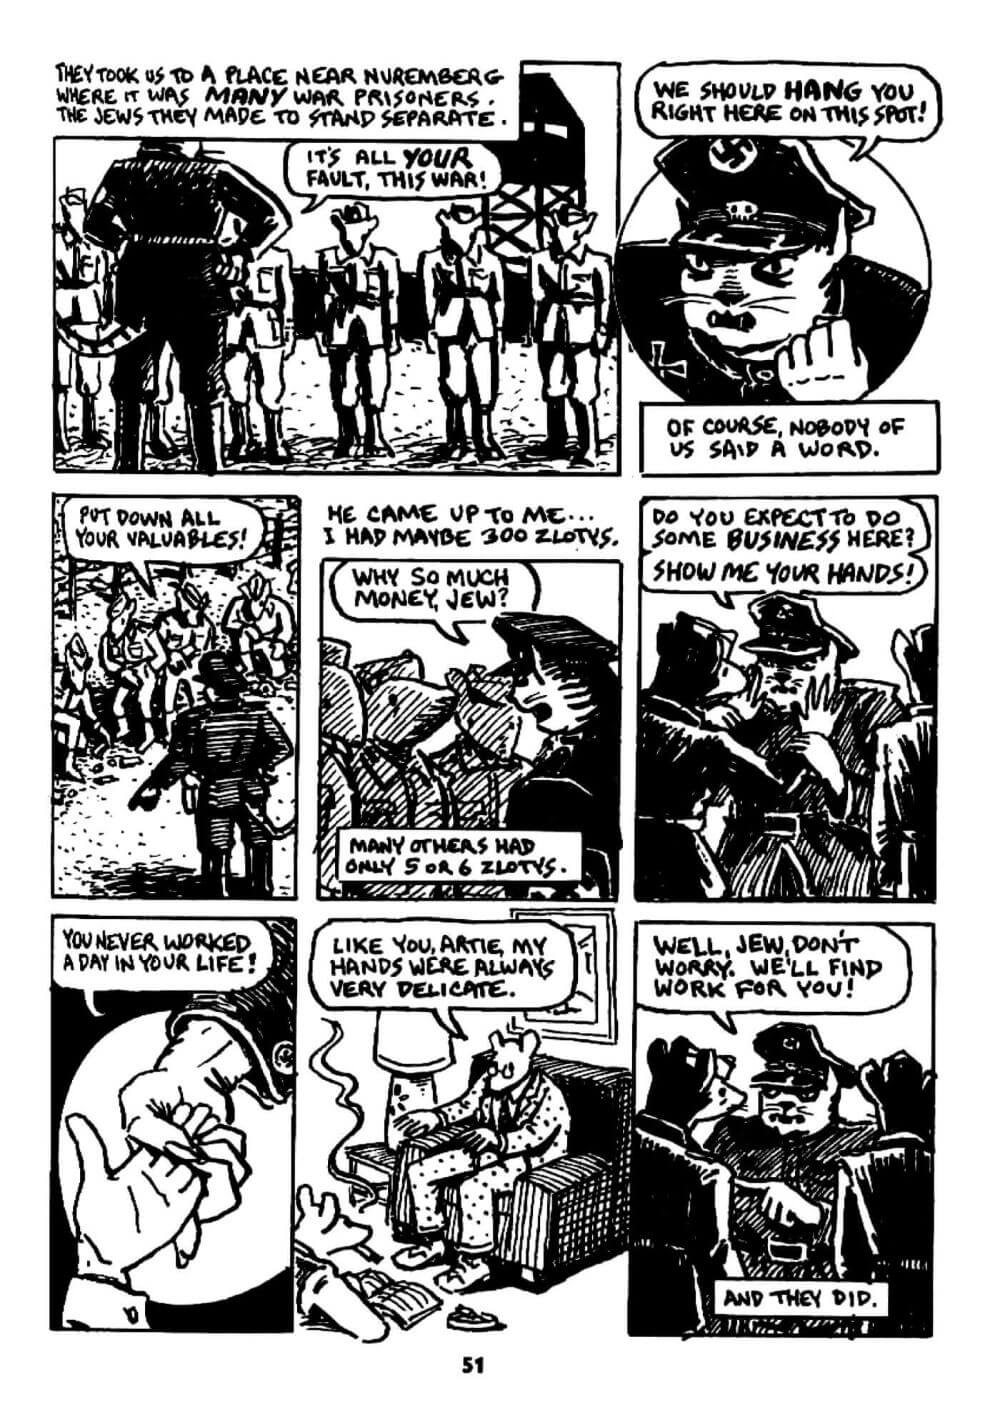 THEY TOOK US TO A PLACE NEAR NUREMBERG
WHERE IT WAS MANY WAR PRISONERS.
THE JEWS THEY MADE TO STAND SEPARATE.
IT'S ALL YOUR
FAULT, THIS WAR!
WE SHOULD HANG YOU
RIGHT HERE ON THIS SPOT!
OF COURSE, NOBODY OF
US SAID A WORD.
PUT DOWN ALL
YOUR VALUABLES!
HE CAME UP TO ME...
I HAD MAYBE 300 ZLOTYS.
WHY SO MUCH
MONEY, JEW?
MANY OTHERS HAD
ONLY 5 OR 6 ZLOTYS.
DO YOU EXPECT TO DO
SOME BUSINESS HERE?
SHOW ME YOUR HANDS!
YOU NEVER WORKED
A DAY IN YOUR LIFE!
LIKE YOU, ARTIE, MY
HANDS WERE ALWAYS
VERY DELICATE.
WELL, JEW, DON'T
WORRY. WE'LL FIND
WORK FOR YOU!
AND THEY DID.
51